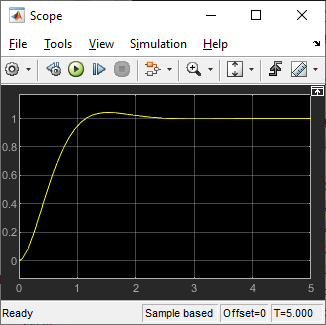 Scope
File Tools View Simulation Help
1
0.8
0.6
0.4
0.2
0
0 1 2 3 4 5
Ready Sample based Offset=0 T=5.000